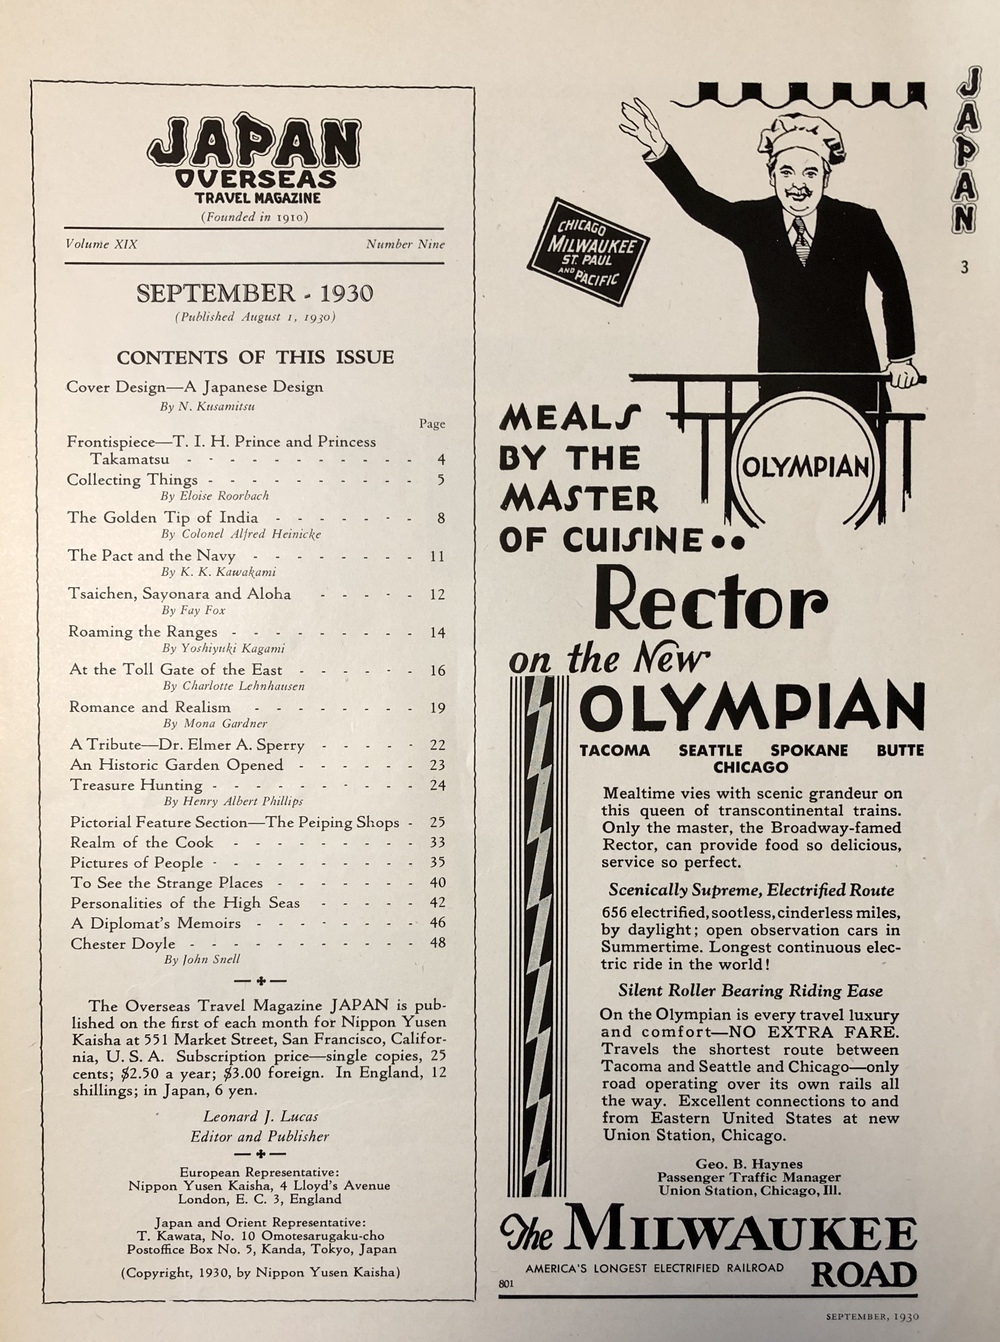 JAPAN
OVERSEAS
TRAVEL MAGAZINE
(Founded in 1910)
Volume XIX Number Nine
SEPTEMBER - 1930
(Published August 1, 1930)
CONTENTS OF THIS ISSUE
Cover Design—A Japanese Design
By N. Kusamitsu
Page
Frontispiece—T. I. H. Prince and Princess
Takamatsu - - - - - - - - - - - 4
Collecting Things - - - - - - - - - - 5
By Eloise Roorbach
The Golden Tip of India - - - - - - - 8
By Colonel Alfred Heinicke
The Pact and the Navy - - - - - - - - 11
By K. K. Kawakami
Tsaichen, Sayonara and Aloha - - - - - 12
By Fay Fox
Roaming the Ranges - - - - - - - - - 14
By Yoshiyuki Kagami
At the Toll Gate of the East - - - - - - 16
By Charlotte Lehnhausen
Romance and Realism - - - - - - - - 19
By Mona Gardner
A Tribute—Dr. Elmer A. Sperry - - - - - 22
An Historic Garden Opened - - - - - - 23
Treasure Hunting - - - - - - - - - - 24
By Henry Albert Phillips
Pictorial Feature Section—The Peiping Shops - 25
Realm of the Cook - - - - - - - - - 33
Pictures of People - - - - - - - - - - 35
To See the Strange Places - - - - - - - 40
Personalities of the High Seas - - - - - 42
A Diplomat's Memoirs - - - - - - - - 46
Chester Doyle - - - - - - - - - - - 48
By John Snell
The Overseas Travel Magazine JAPAN is pub-
lished on the first of each month for Nippon Yusen
Kaisha at 551 Market Street, San Francisco, Califor-
nia, U. S. A. Subscription price—single copies, 25
cents; $2.50 a year; $3.00 foreign. In England, 12
shillings; in Japan, 6 yen.
Leonard J. Lucas
Editor and Publisher
European Representative:
Nippon Yusen Kaisha, 4 Lloyd's Avenue
London, E. C. 3, England
Japan and Orient Representative:
T. Kawata, No. 10 Omotesarugaku-cho
Postoffice Box No. 5, Kanda, Tokyo, Japan
(Copyright, 1930, by Nippon Yusen Kaisha)
JAPAN
3
CHICAGO
MILWAUKEE
ST. PAUL
AND PACIFIC
OLYMPIAN
MEALS
BY THE
MASTER
OF CUISINE••
Rector
on the New
OLYMPIAN
TACOMA SEATTLE SPOKANE BUTTE
CHICAGO
Mealtime vies with scenic grandeur on
this queen of transcontinental trains.
Only the master, the Broadway-famed
Rector, can provide food so delicious,
service so perfect.
Scenically Supreme, Electrified Route
656 electrified, sootless, cinderless miles,
by daylight; open observation cars in
Summertime. Longest continuous elec-
tric ride in the world!
Silent Roller Bearing Riding Ease
On the Olympian is every travel luxury
and comfort—NO EXTRA FARE.
Travels the shortest route between
Tacoma and Seattle and Chicago—only
road operating over its own rails all
the way. Excellent connections to and
from Eastern United States at new
Union Station, Chicago.
Geo. B. Haynes
Passenger Traffic Manager
Union Station, Chicago, Ill.
The MILWAUKEE
AMERICA'S LONGEST ELECTRIFIED RAILROAD ROAD
801
SEPTEMBER, 1930